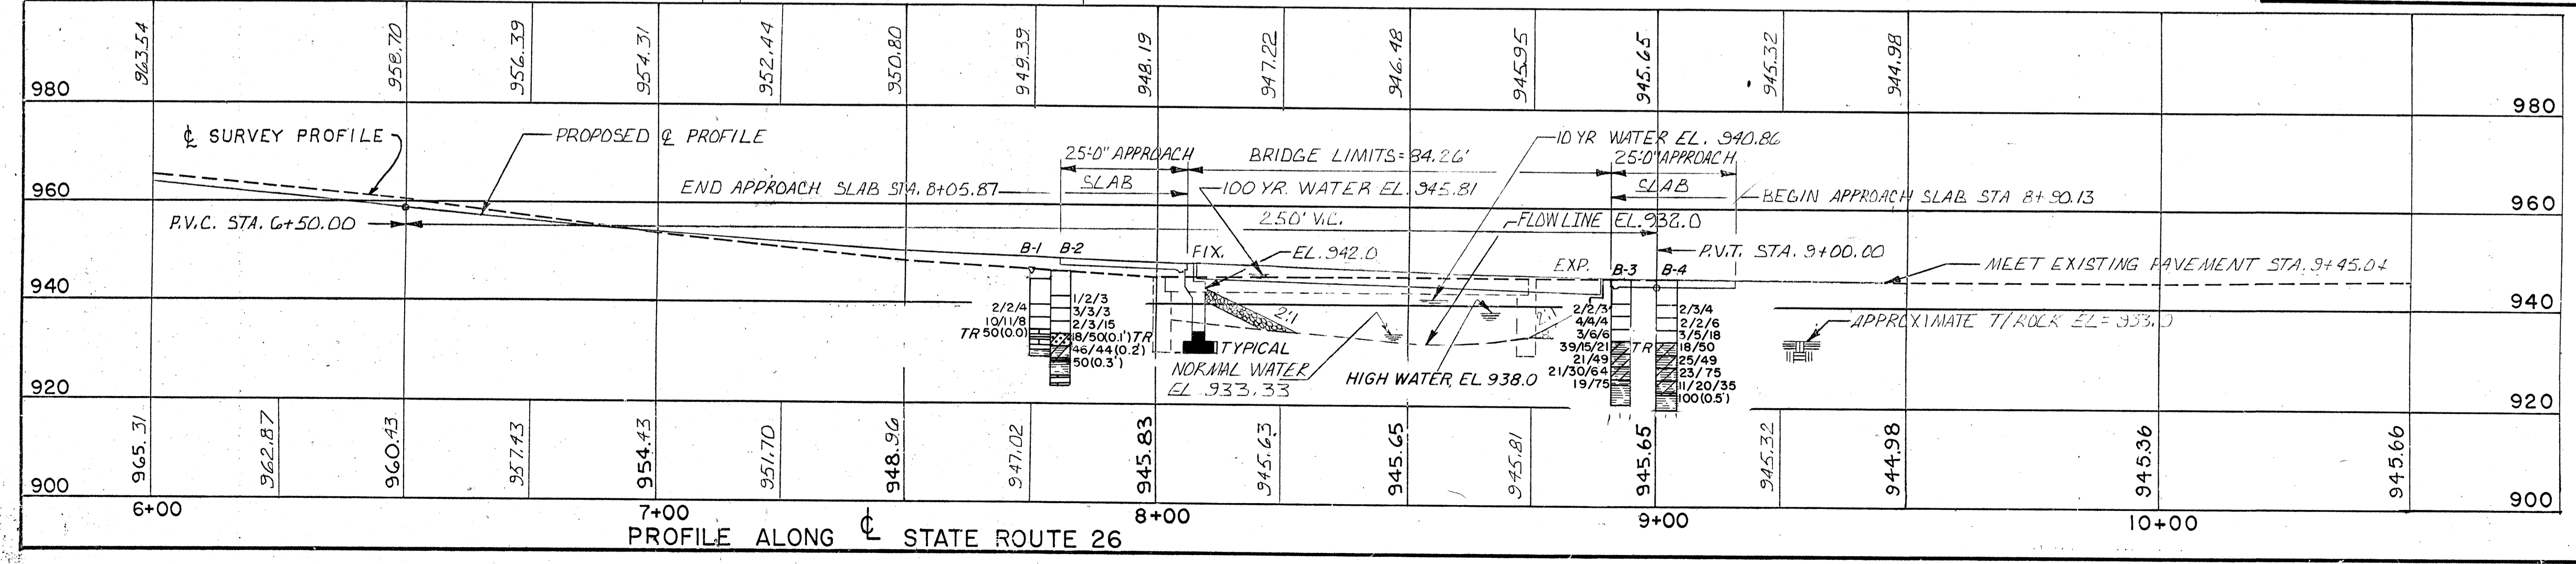 963.54
958.70
956.39
954.31
952.44
950.80
949.39
948.19
947.22
946.48
945.95
945.65
945.32
944.98
980
980
℄ SURVEY PROFILE
PROPOSED ℄ PROFILE
10 YR WATER EL. 940.86
25'-0" APPROACH
SLAB
BRIDGE LIMITS = 84.26'
25'-0" APPROACH
SLAB
960
END APPROACH SLAB STA. 8+05.87
100 YR. WATER EL. 945.81
BEGIN APPROACH SLAB STA 8+90.13
960
P.V.C. STA. 6+50.00
250' V.C.
FLOWLINE EL. 932.0
B-1
B-2
FIX.
EL. 942.0
EXP.
B-3
B-4
P.V.T. STA. 9+00.00
MEET EXISTING PAVEMENT STA. 9+45.0±
940
940
2/2/4
10/11/8
TR 50(0.0)
1/2/3
3/3/3
2/3/15
18/50(0.1') TR
46/44(0.2')
50(0.3')
2:1
2:1
2/2/3
4/4/4
3/6/6
39/15/21
21/49
21/30/64
19/75
TR
2/3/4
2/2/6
3/5/18
18/50
25/49
23/75
11/20/35
100(0.5')
APPROXIMATE T/ROCK EL = 933.0
TYPICAL
NORMAL WATER
EL 933.33
HIGH WATER, EL 938.0
920
920
965.31
962.87
960.43
957.43
954.43
951.70
948.96
947.02
945.83
945.63
945.65
945.81
945.65
945.32
944.98
945.36
945.66
900
900
6+00
7+00
8+00
9+00
10+00
PROFILE ALONG ℄ STATE ROUTE 26